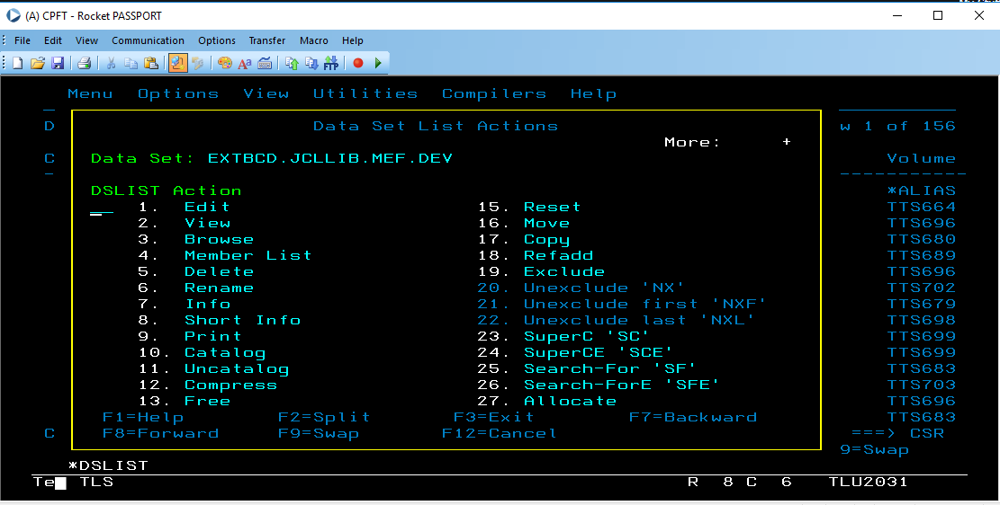 (A) CPFT - Rocket PASSPORT
File Edit View Communication Options Transfer Macro Help
FTP
Menu Options View Utilities Compilers Help
D Data Set List Actions w 1 of 156
More: +
C Data Set: EXTBCD.JCLLIB.MEF.DEV Volume
DSLIST Action *ALIAS
1. Edit 15. Reset TTS664
2. View 16. Move TTS696
3. Browse 17. Copy TTS680
4. Member List 18. Refadd TTS689
5. Delete 19. Exclude TTS696
6. Rename 20. Unexclude 'NX' TTS702
7. Info 21. Unexclude first 'NXF' TTS679
8. Short Info 22. Unexclude last 'NXL' TTS698
9. Print 23. SuperC 'SC' TTS699
10. Catalog 24. SuperCE 'SCE' TTS699
11. Uncatalog 25. Search-For 'SF' TTS683
12. Compress 26. Search-ForE 'SFE' TTS703
13. Free 27. Allocate TTS696
F1=Help F2=Split F3=Exit F7=Backward TTS683
C F8=Forward F9=Swap F12=Cancel ===> CSR
9=Swap
*DSLIST
Te TLS R 8 C 6 TLU2031